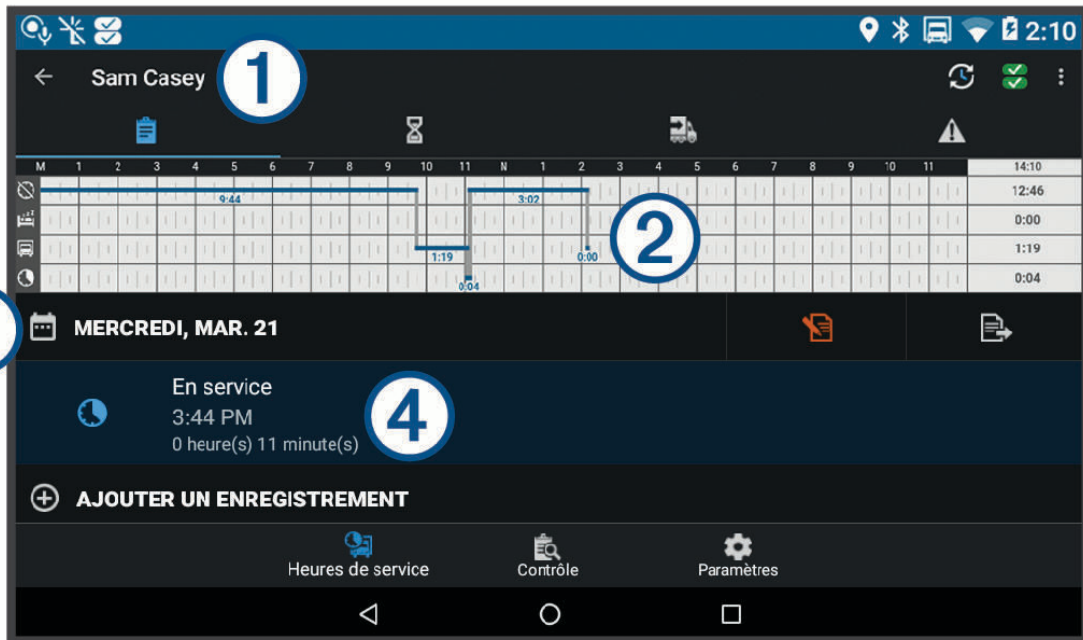 2:10
Sam Casey 1
M 1 2 3 4 5 6 7 8 9 10 11 N 1 2 3 4 5 6 7 8 9 10 11 14:10
9:44 3:02 12:46
0:00
1:19 0:00 2 1:19
0:04 0:04
MERCREDI, MAR. 21
En service
3:44 PM 4
0 heure(s) 11 minute(s)
AJOUTER UN ENREGISTREMENT
Heures de service Contrôle Paramètres